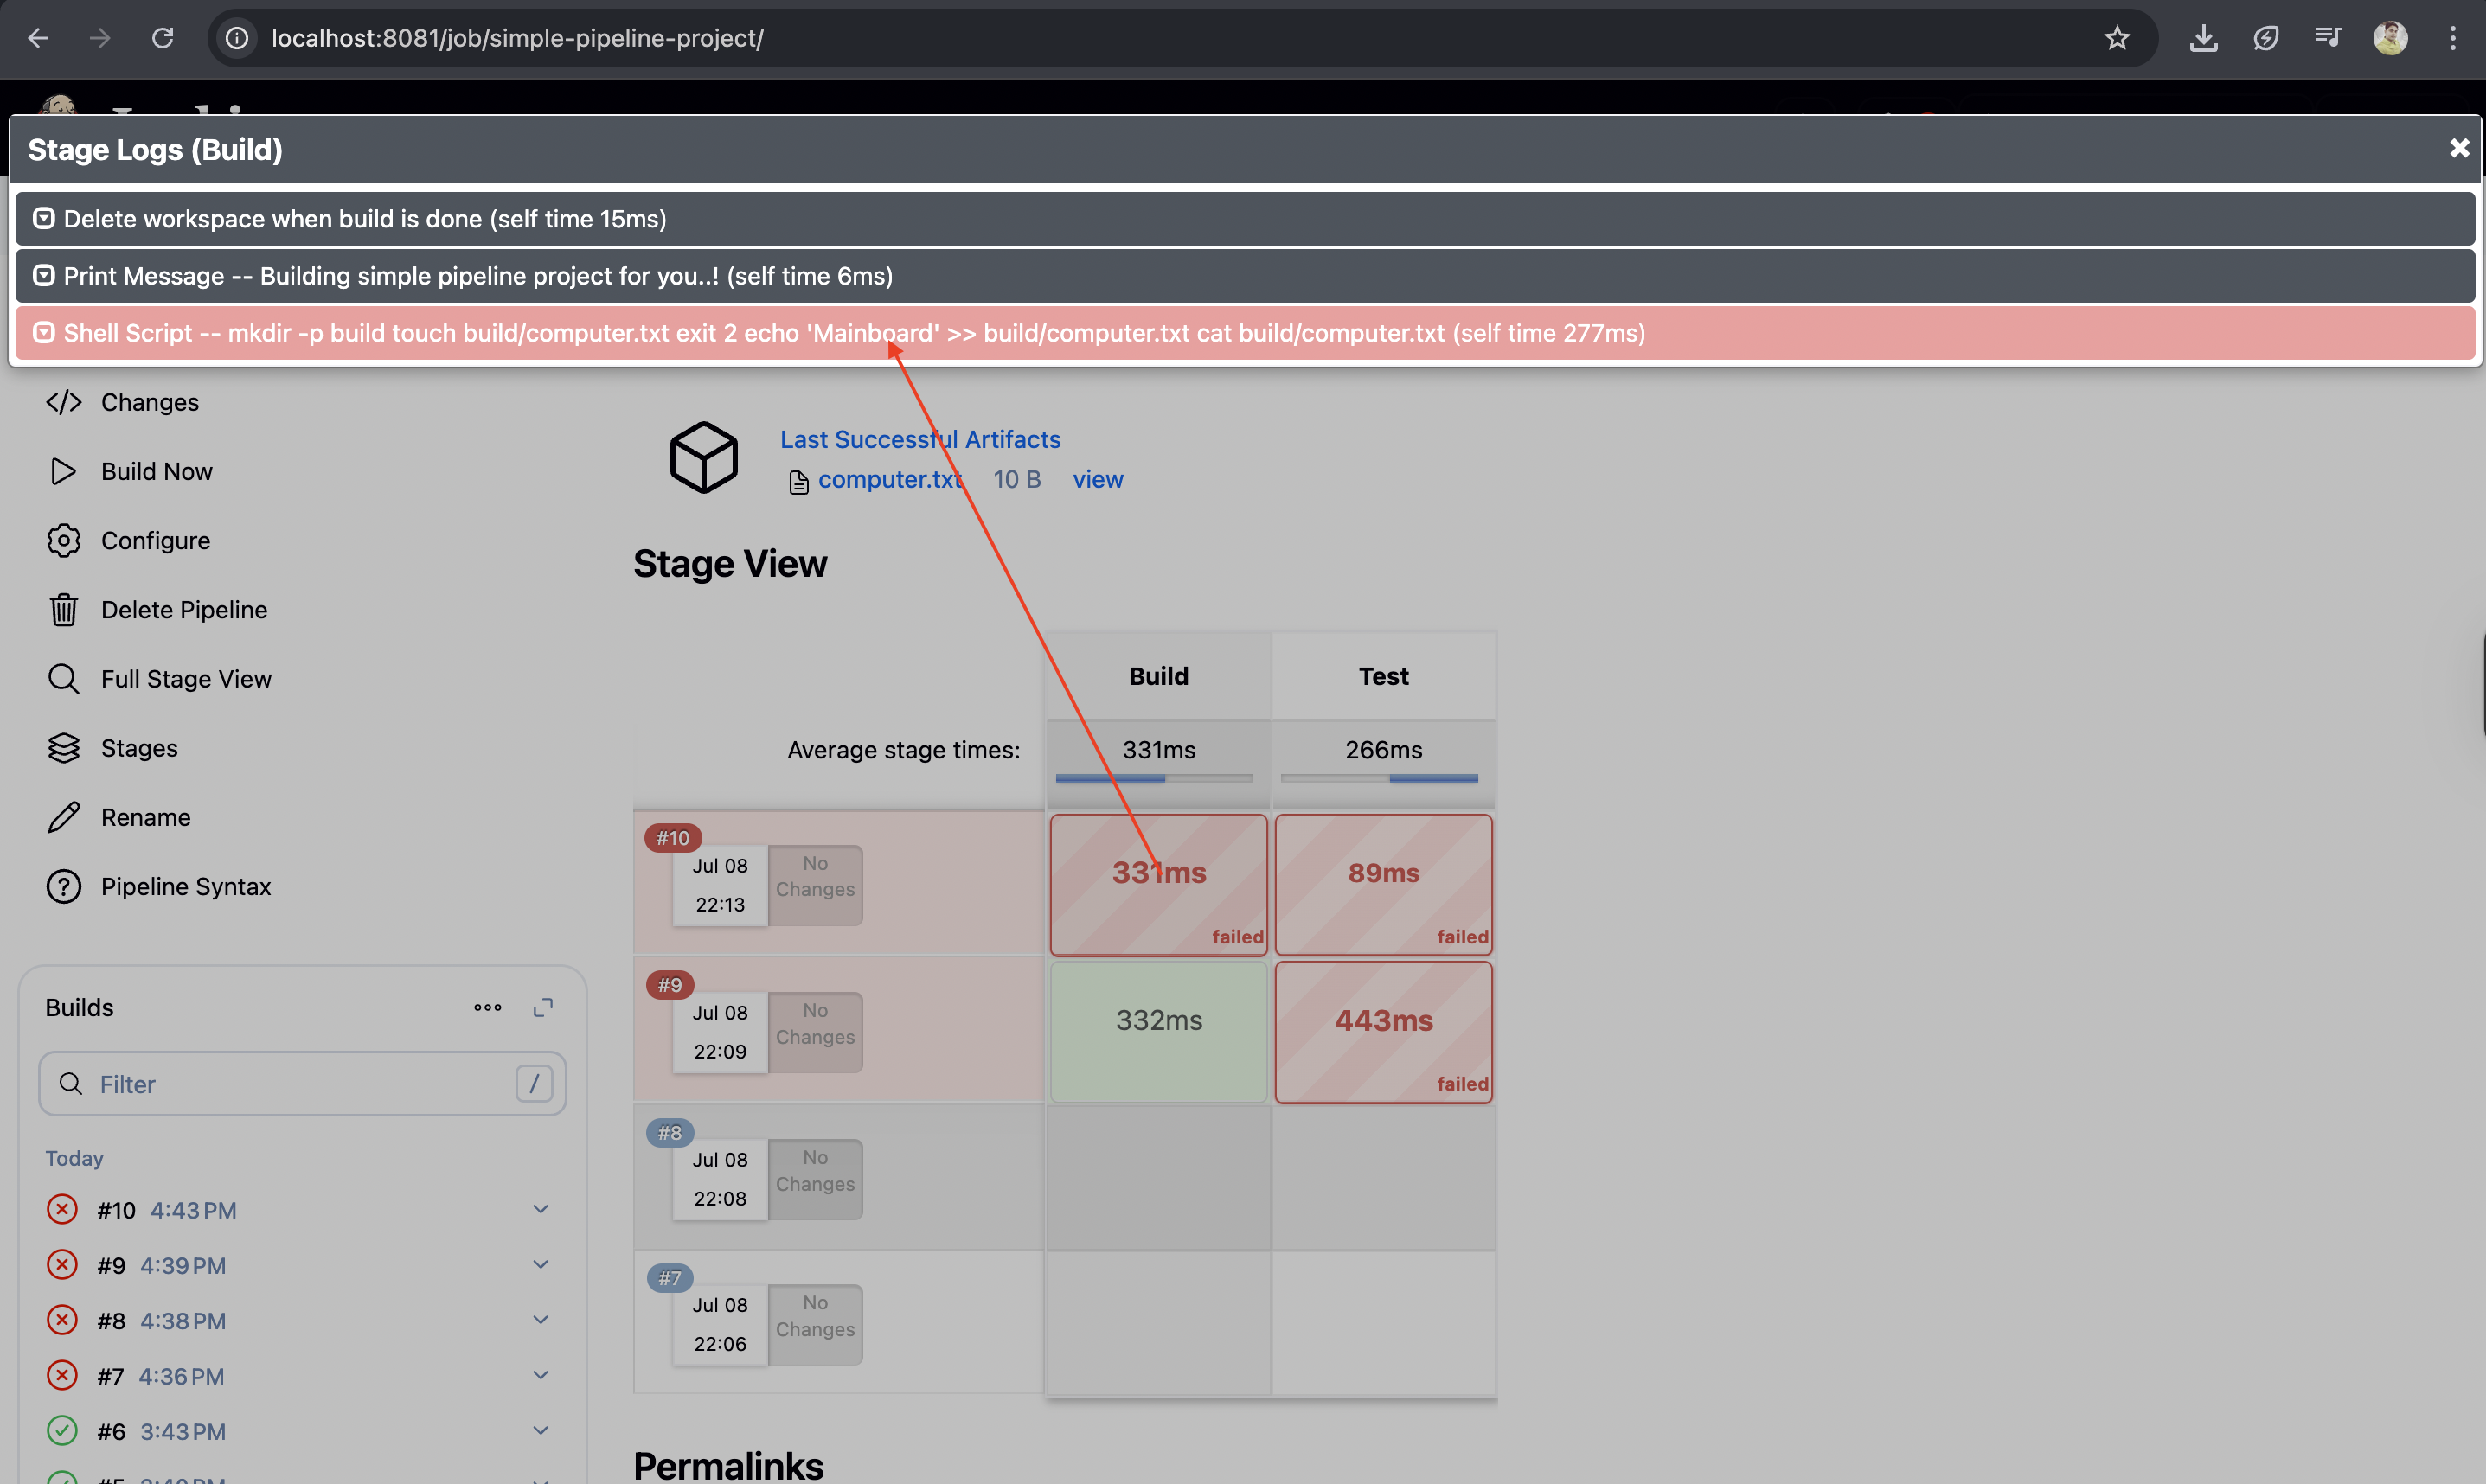 localhost:8081/job/simple-pipeline-project/
Stage Logs (Build)
Delete workspace when build is done (self time 15ms)
Print Message -- Building simple pipeline project for you..! (self time 6ms)
Shell Script -- mkdir -p build touch build/computer.txt exit 2 echo 'Mainboard' >> build/computer.txt cat build/computer.txt (self time 277ms)
Changes
Build Now
Configure
Delete Pipeline
Full Stage View
Stages
Rename
Pipeline Syntax
Builds
Filter /
Today
#10 4:43 PM
#9 4:39 PM
#8 4:38 PM
#7 4:36 PM
#6 3:43 PM
Last Successful Artifacts
computer.txt 10 B view
Stage View
Build Test
Average stage times: 331ms 266ms
#10
Jul 08
22:13
No
Changes
331ms
failed
89ms
failed
#9
Jul 08
22:09
No
Changes
332ms
443ms
failed
#8
Jul 08
22:08
No
Changes
#7
Jul 08
22:06
No
Changes
Permalinks